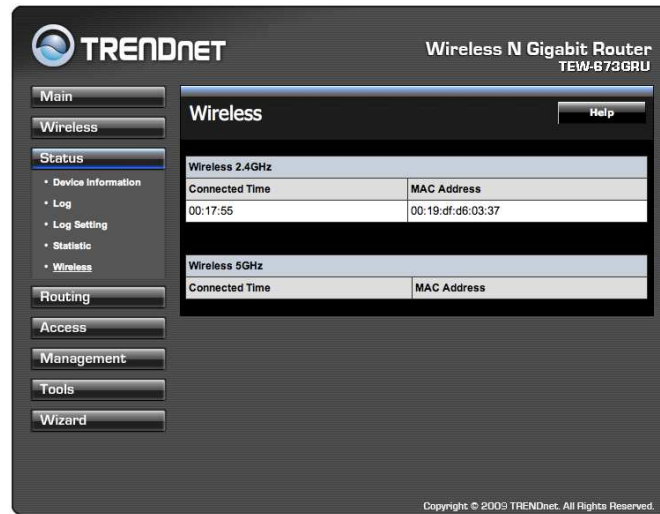 TRENDNET
Wireless N Gigabit Router
TEW-673GRU
Main
Wireless
Status
• Device Information
• Log
• Log Setting
• Statistic
• Wireless
Routing
Access
Management
Tools
Wizard
Wireless
Help
Wireless 2.4GHz
Connected Time MAC Address
00:17:55 00:19:df:d6:03:37
Wireless 5GHz
Connected Time MAC Address
Copyright © 2009 TRENDnet. All Rights Reserved.